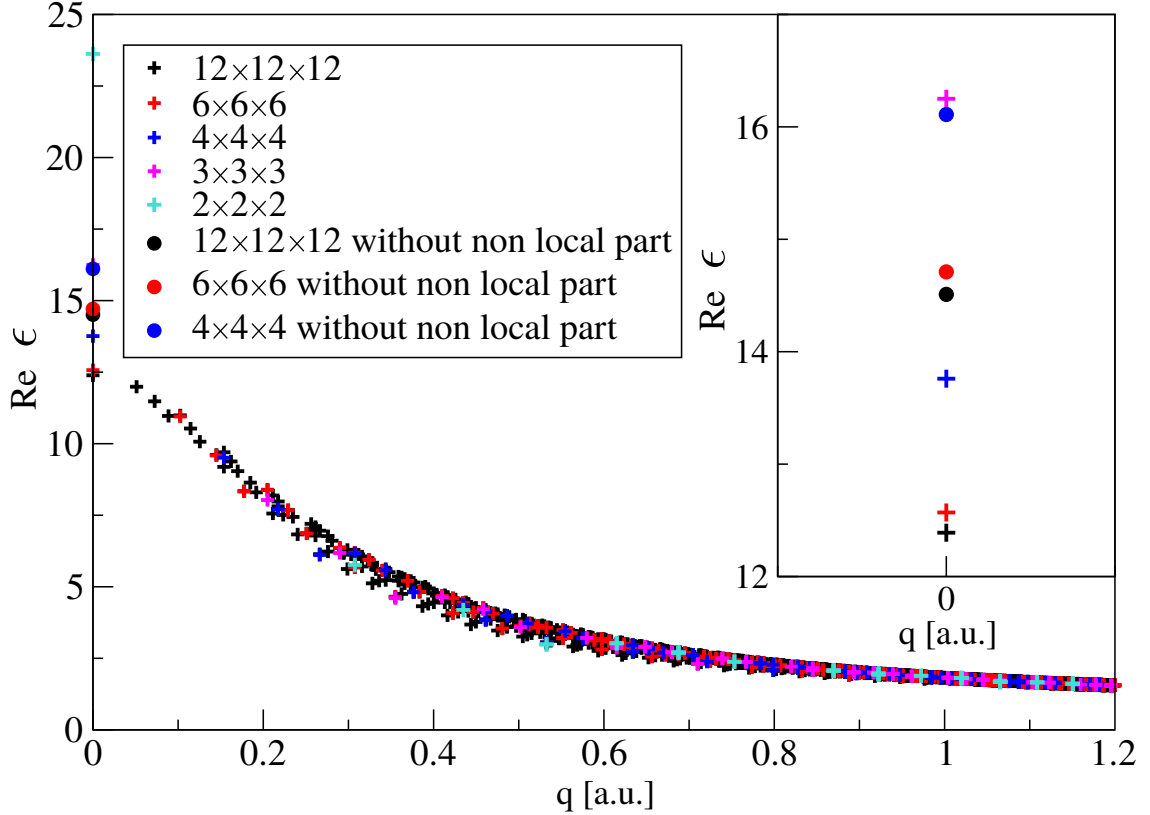 25
20
15
10
5
0
Re ϵ
12×12×12
6×6×6
4×4×4
3×3×3
2×2×2
12×12×12 without non local part
6×6×6 without non local part
4×4×4 without non local part
16
14
12
Re ϵ
0
q [a.u.]
0 0.2 0.4 0.6 0.8 1 1.2
q [a.u.]